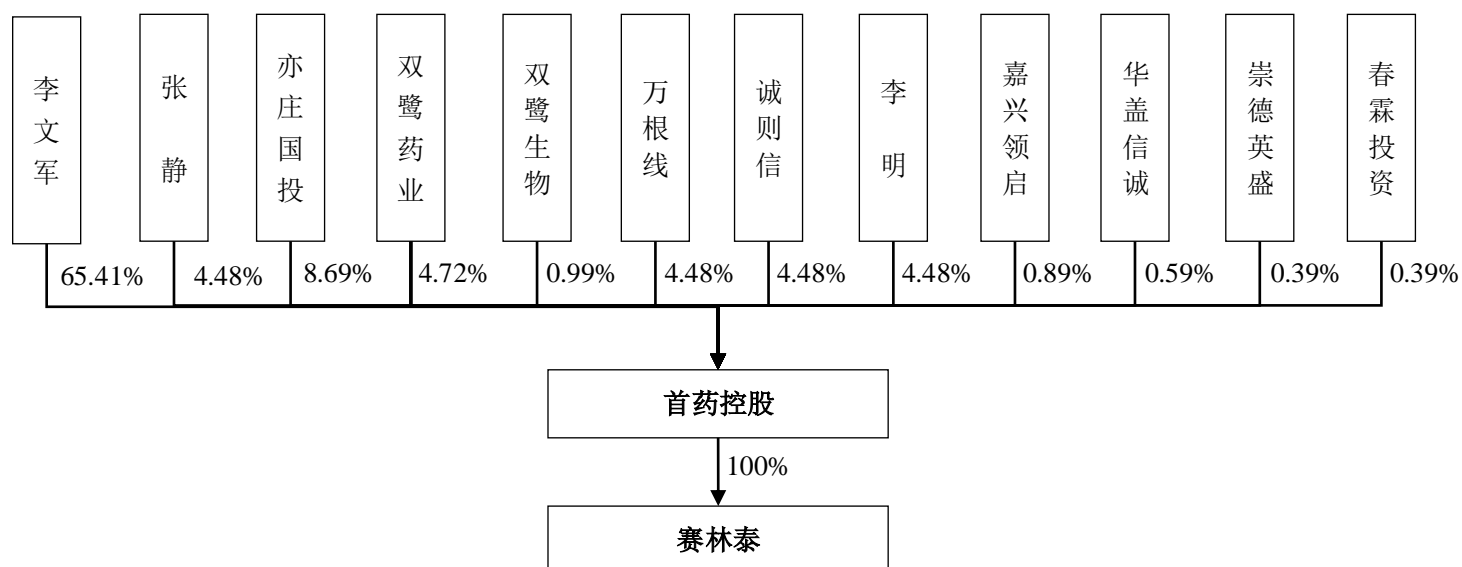 李文军
张静
亦庄国投
双鹭药业
双鹭生物
万根线
诚则信
李明
嘉兴领启
华盖信诚
崇德英盛
春霖投资
65.41%
4.48%
8.69%
4.72%
0.99%
4.48%
4.48%
4.48%
0.89%
0.59%
0.39%
0.39%
首药控股
100%
赛林泰